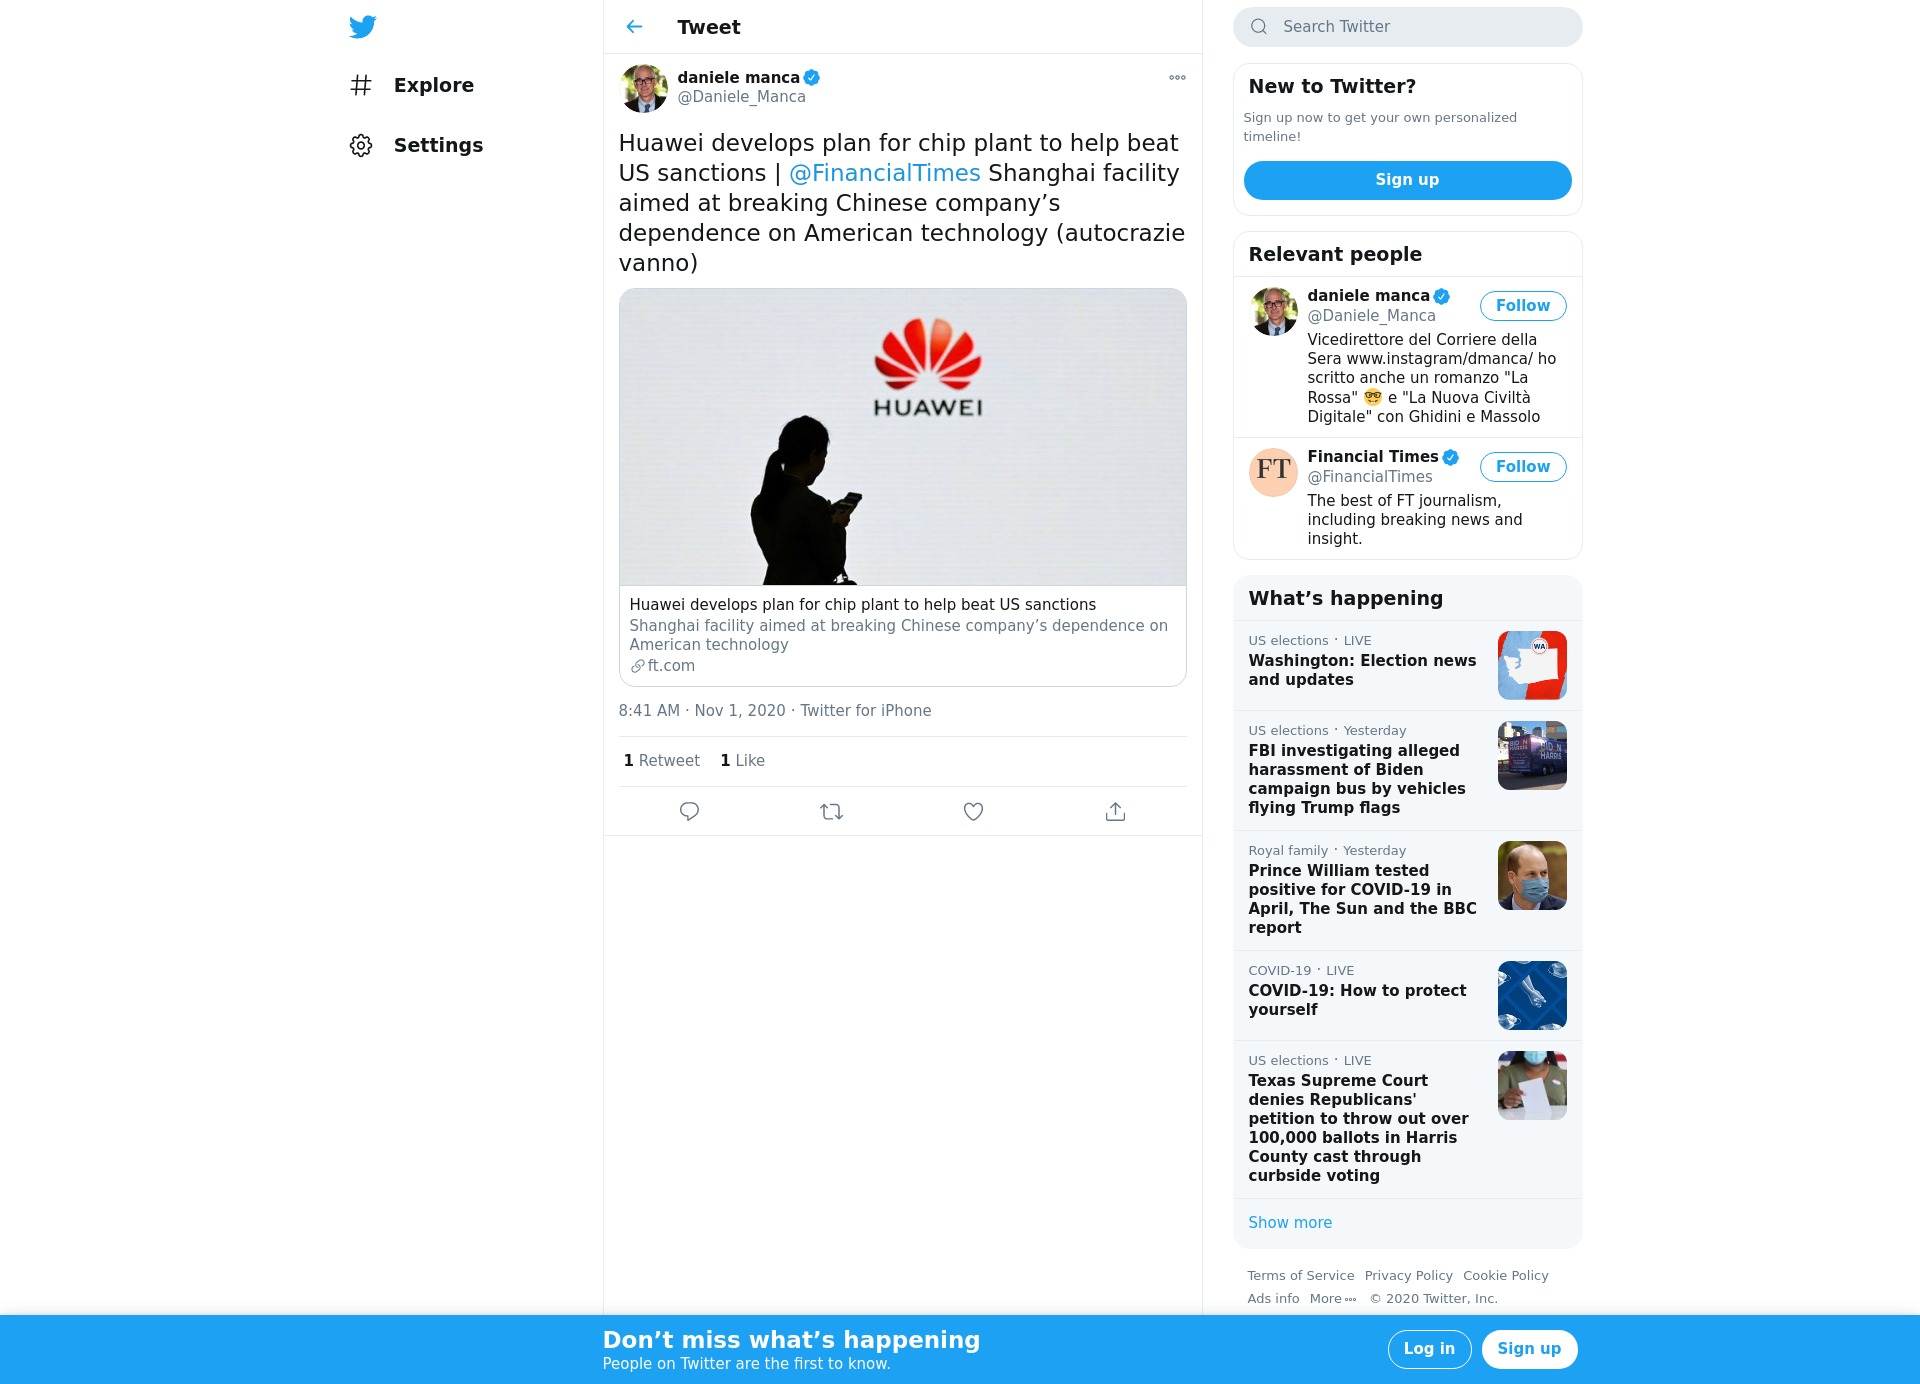 Explore
Settings
Tweet
daniele manca
@Daniele_Manca
Huawei develops plan for chip plant to help beat
US sanctions | @FinancialTimes Shanghai facility
aimed at breaking Chinese company’s
dependence on American technology (autocrazie
vanno)
HUAWEI
Huawei develops plan for chip plant to help beat US sanctions
Shanghai facility aimed at breaking Chinese company’s dependence on
American technology
ft.com
8:41 AM · Nov 1, 2020 · Twitter for iPhone
1 Retweet 1 Like
Search Twitter
New to Twitter?
Sign up now to get your own personalized
timeline!
Sign up
Relevant people
daniele manca
@Daniele_Manca
Follow
Vicedirettore del Corriere della
Sera www.instagram/dmanca/ ho
scritto anche un romanzo "La
Rossa" 🤓 e "La Nuova Civiltà
Digitale" con Ghidini e Massolo
FT
Financial Times
@FinancialTimes
Follow
The best of FT journalism,
including breaking news and
insight.
What’s happening
US elections · LIVE
Washington: Election news
and updates
WA
US elections · Yesterday
FBI investigating alleged
harassment of Biden
campaign bus by vehicles
flying Trump flags
BIDEN
HARRIS
Royal family · Yesterday
Prince William tested
positive for COVID-19 in
April, The Sun and the BBC
report
COVID-19 · LIVE
COVID-19: How to protect
yourself
US elections · LIVE
Texas Supreme Court
denies Republicans'
petition to throw out over
100,000 ballots in Harris
County cast through
curbside voting
Show more
Terms of Service Privacy Policy Cookie Policy
Ads info More © 2020 Twitter, Inc.
Don’t miss what’s happening
People on Twitter are the first to know.
Log in
Sign up